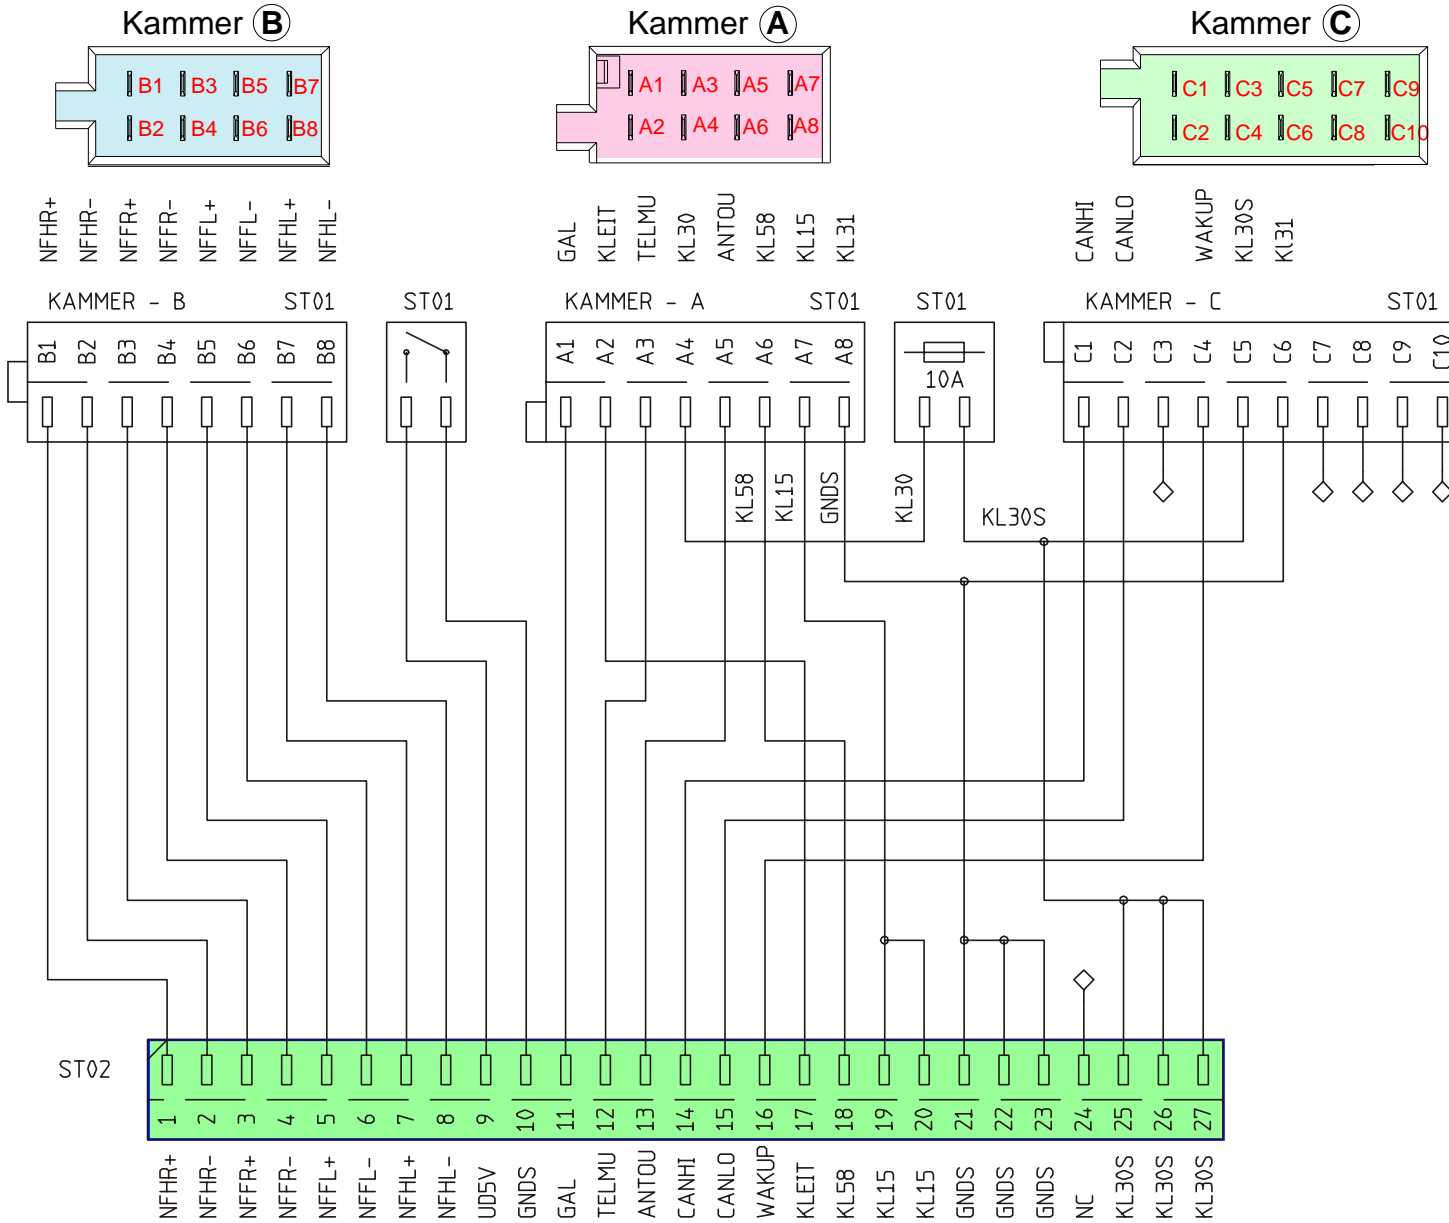 Kammer B
Kammer A
Kammer C
B1 B3 B5 B7
B2 B4 B6 B8
A1 A3 A5 A7
A2 A4 A6 A8
C1 C3 C5 C7 C9
C2 C4 C6 C8 C10
NFHR+ NFHR- NFFR+ NFFR- NFFL+ NFFL- NFHL+ NFHL-
GAL KLEIT TELMU KL30 ANTOU KL58 KL15 KL31
CANHI CANLO WAKUP KL30S Kl31
KAMMER - B ST01
ST01
KAMMER - A ST01
ST01
KAMMER - C ST01
B1 B2 B3 B4 B5 B6 B7 B8
A1 A2 A3 A4 A5 A6 A7 A8
10A
C1 C2 C3 C4 C5 C6 C7 C8 C9 C10
KL58 KL15 GNDS KL30
KL30S
ST02
1 2 3 4 5 6 7 8 9 10 11 12 13 14 15 16 17 18 19 20 21 22 23 24 25 26 27
NFHR+ NFHR- NFFR+ NFFR- NFFL+ NFFL- NFHL+ NFHL- UD5V GNDS GAL TELMU ANTOU CANHI CANLO WAKUP KLEIT KL58 KL15 KL15 GNDS GNDS GNDS NC KL30S KL30S KL30S